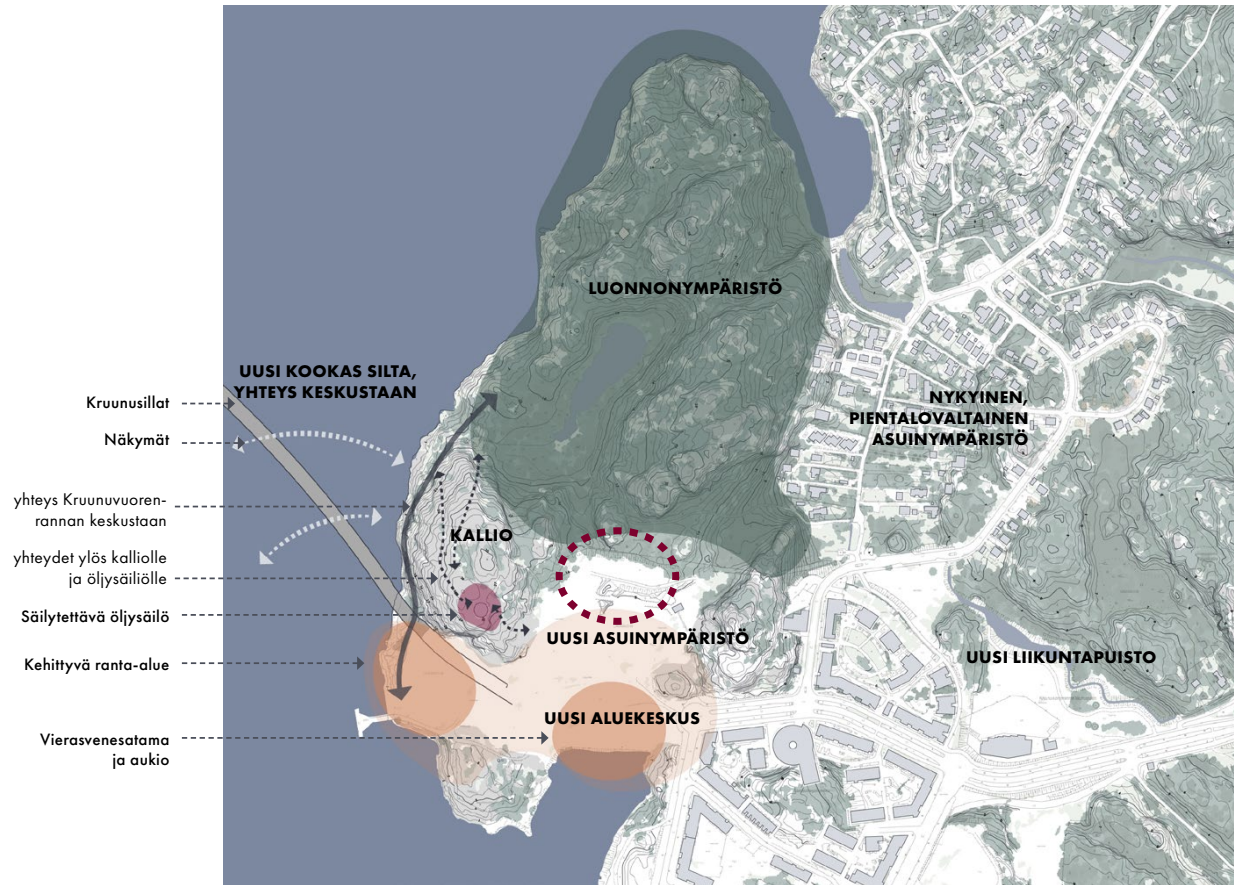 LUONNONYMPÄRISTÖ
UUSI KOOKAS SILTA,
YHTEYS KESKUSTAAN
Kruunusillat
Näkymät
NYKYINEN,
PIENTALOVALTAINEN
ASUINYMPÄRISTÖ
yhteys Kruunuvuoren-
rannan keskustaan
KALLIO
yhteydet ylös kalliolle
ja öljysäiliölle
Säilytettävä öljysäilö
UUSI ASUINYMPÄRISTÖ
Kehittyvä ranta-alue
UUSI LIIKUNTAPUISTO
UUSI ALUEKESKUS
Vierasvenesatama
ja aukio